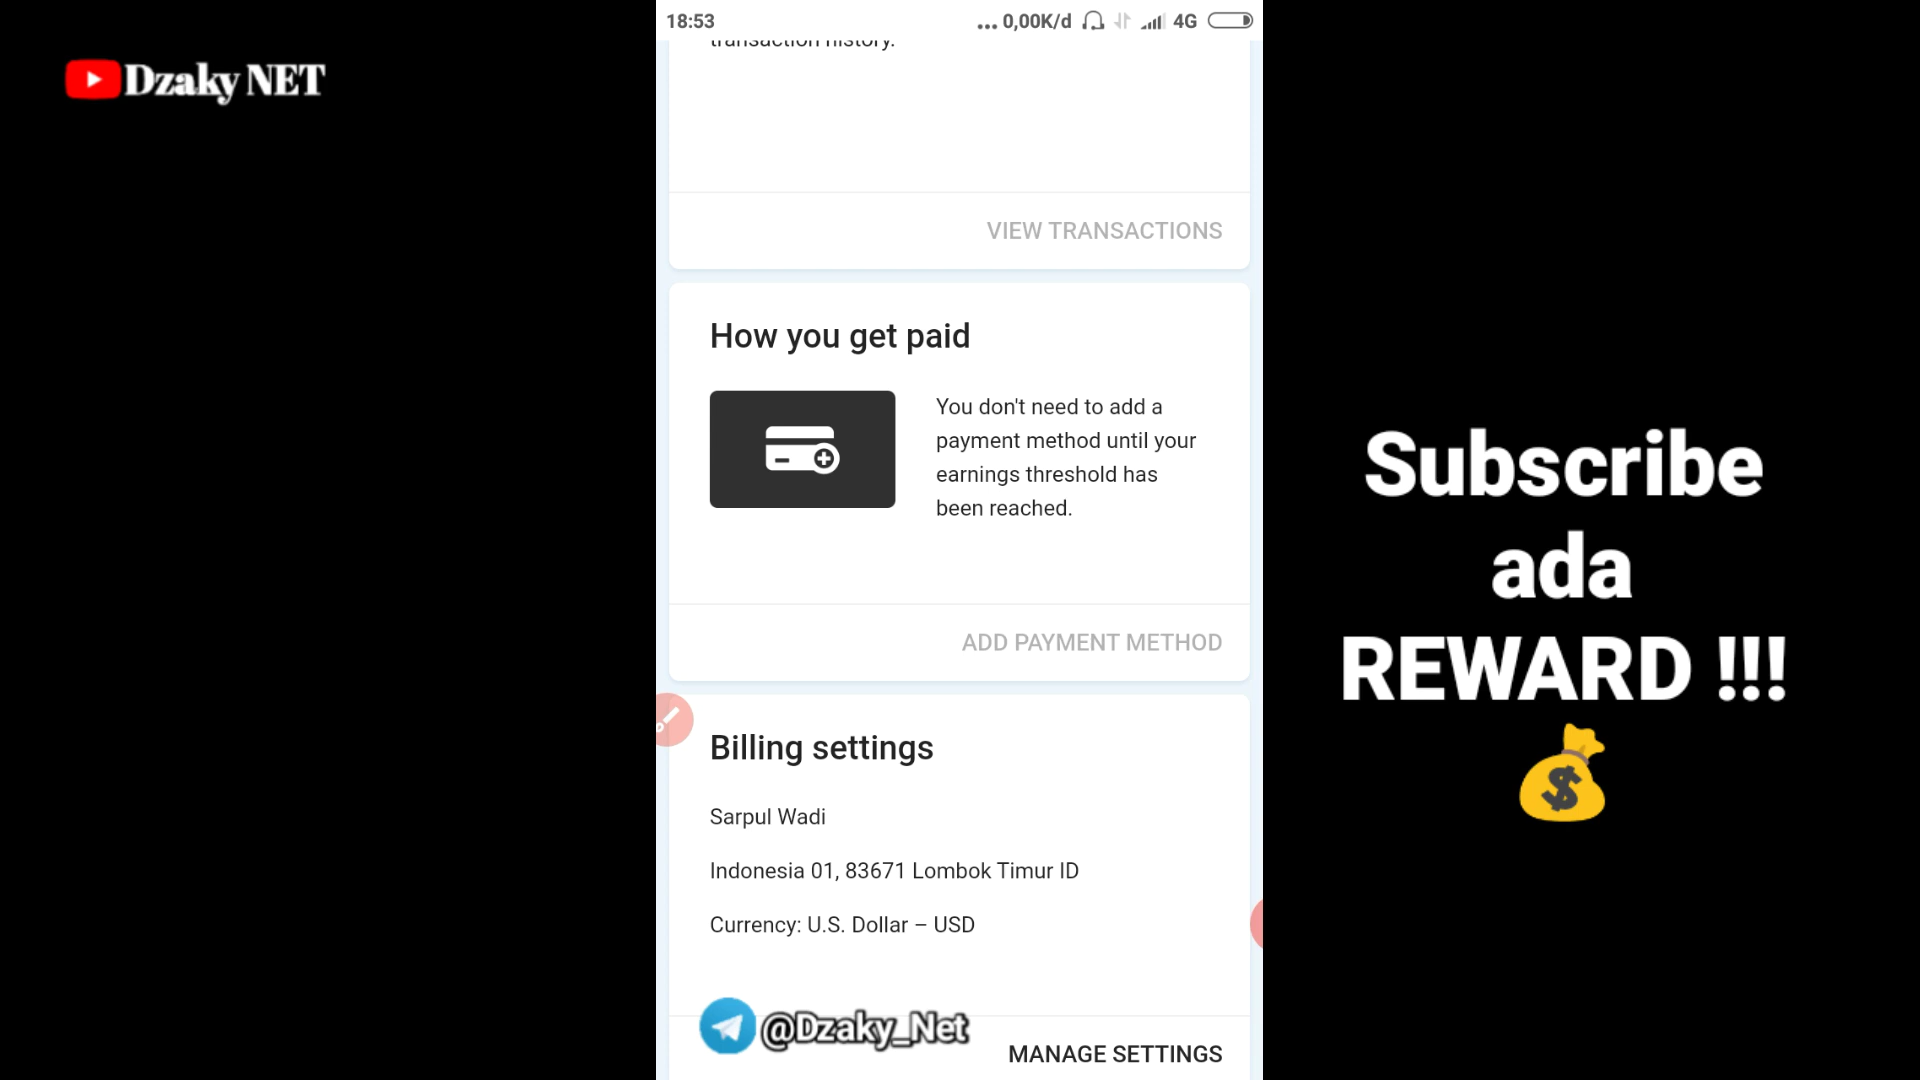 18:53
... 0,00K/d
4G
Dzaky NET
transaction history.
VIEW TRANSACTIONS
How you get paid
You don't need to add a
payment method until your
earnings threshold has
been reached.
ADD PAYMENT METHOD
Billing settings
Sarpul Wadi
Indonesia 01, 83671 Lombok Timur ID
Currency: U.S. Dollar – USD
@Dzaky_Net
MANAGE SETTINGS
Subscribe
ada
REWARD !!!